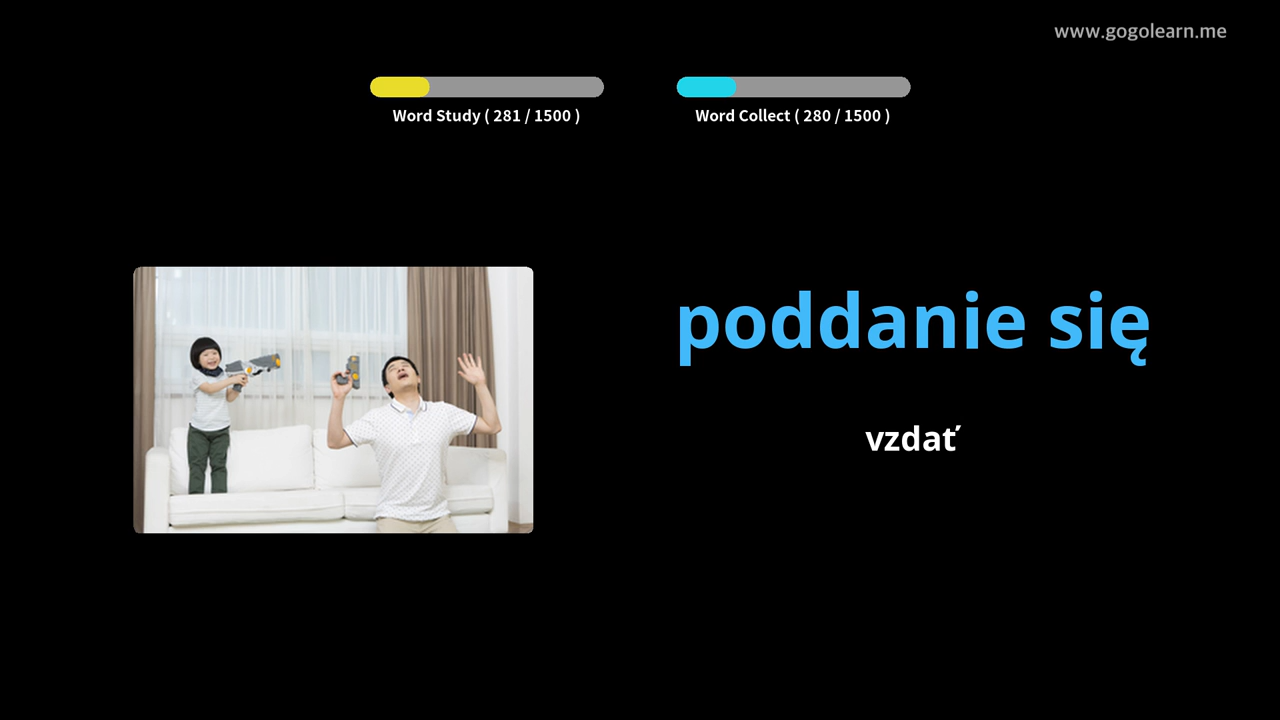 www.gogolearn.me
Word Study ( 281 / 1500 )
Word Collect ( 280 / 1500 )
poddanie się
vzdať